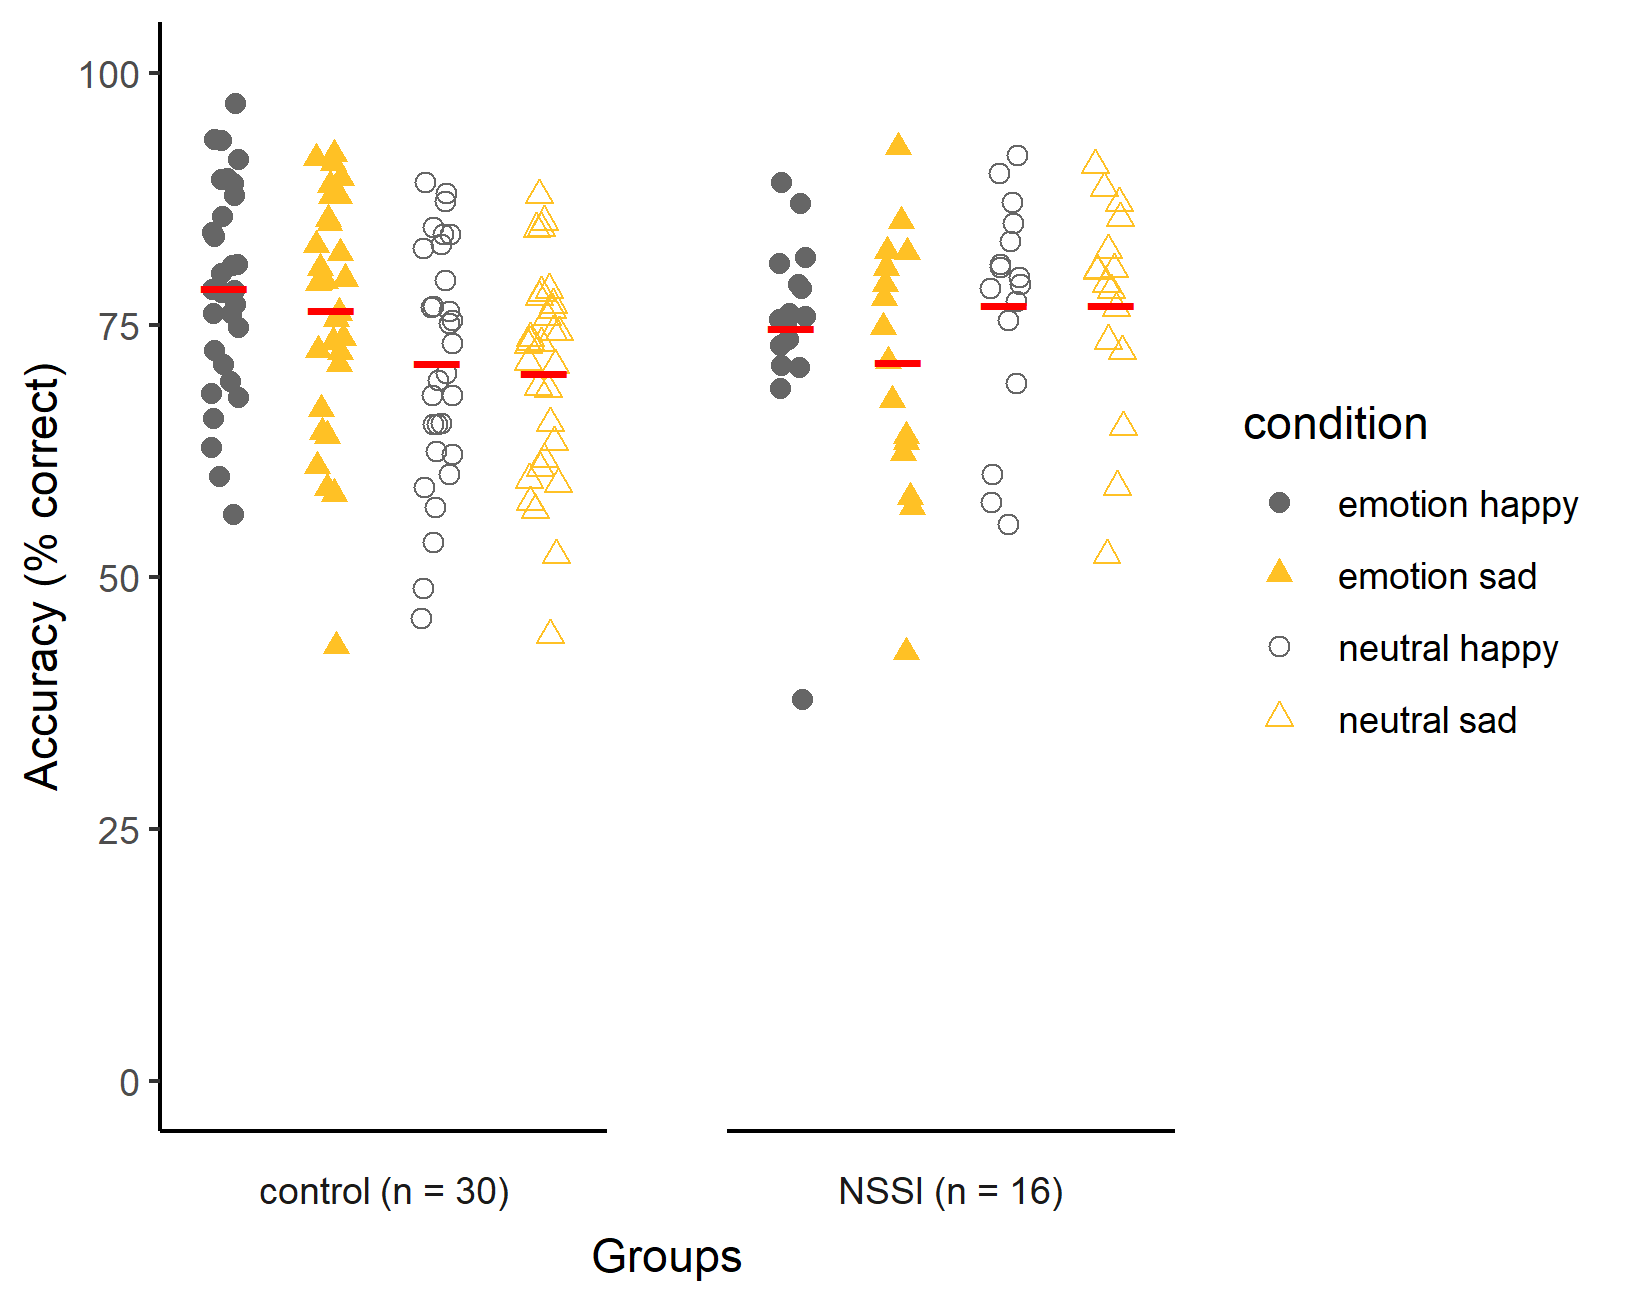 100
75
50
25
0
Accuracy (% correct)
control (n = 30)
NSSI (n = 16)
Groups
condition
emotion happy
emotion sad
neutral happy
neutral sad